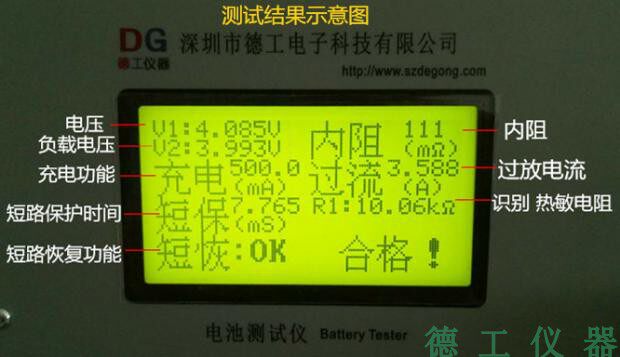 测试结果示意图
DG
德工仪器
深圳市德工电子科技有限公司
http://www.szdegong.com
电压
负载电压
充电功能
短路保护时间
短路恢复功能
V1:4.085V
V2:3.993V
内阻 111 (mΩ)
充电 500.0 (mA)
过流 3.588 (A)
短保 7.765 (mS)
R1:10.06kΩ
短恢:OK
合格!
内阻
过放电流
识别 热敏电阻
电池测试仪 Battery Tester
德工仪器